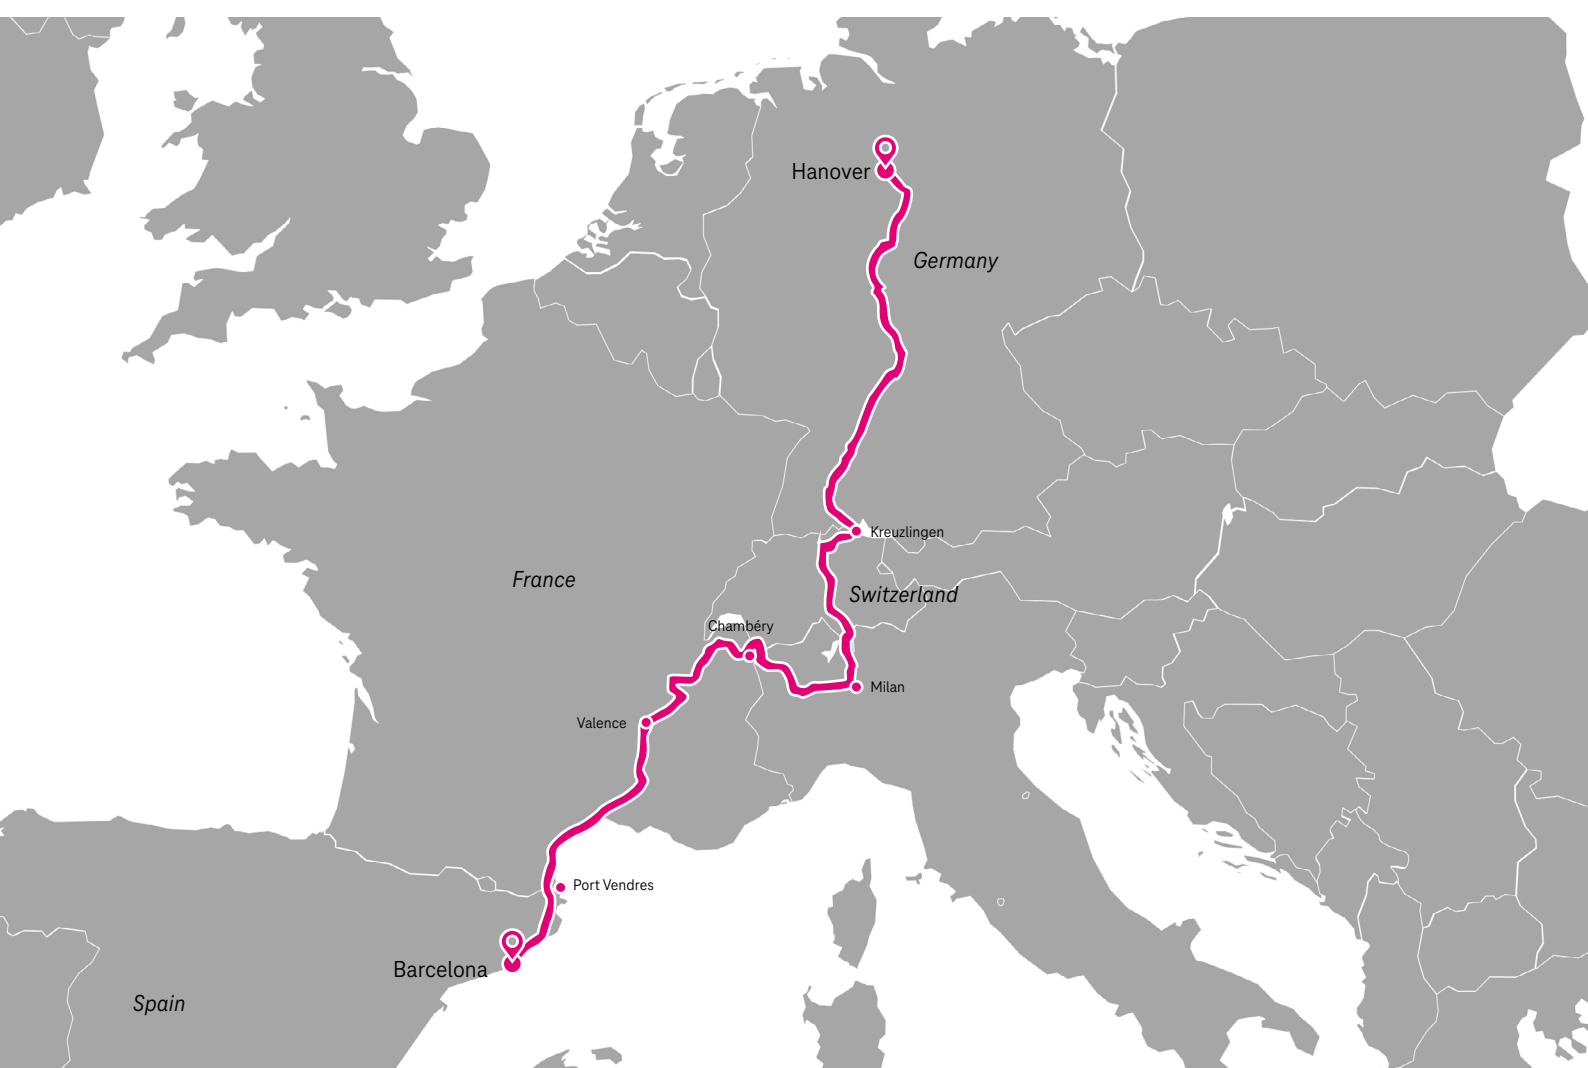 Hanover
Germany
Kreuzlingen
France
Switzerland
Chambéry
Milan
Valence
Port Vendres
Barcelona
Spain